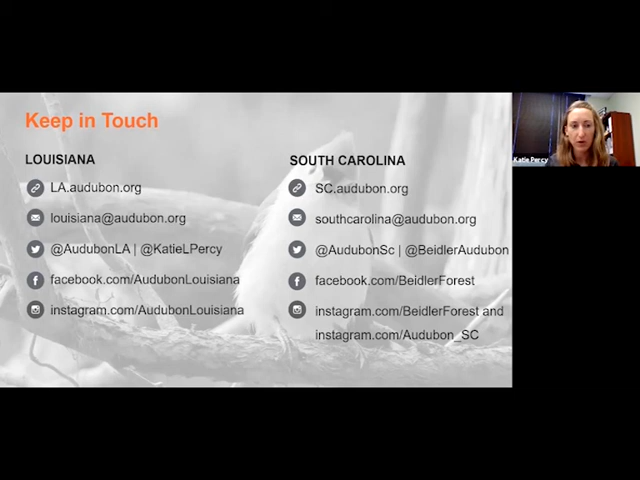 Keep in Touch
LOUISIANA
LA.audubon.org
louisiana@audubon.org
@AudubonLA | @KatieLPercy
facebook.com/AudubonLouisiana
instagram.com/AudubonLouisiana
SOUTH CAROLINA
SC.audubon.org
southcarolina@audubon.org
@AudubonSc | @BeidlerAudubon
facebook.com/BeidlerForest
instagram.com/BeidlerForest and
instagram.com/Audubon_SC
Katie Percy